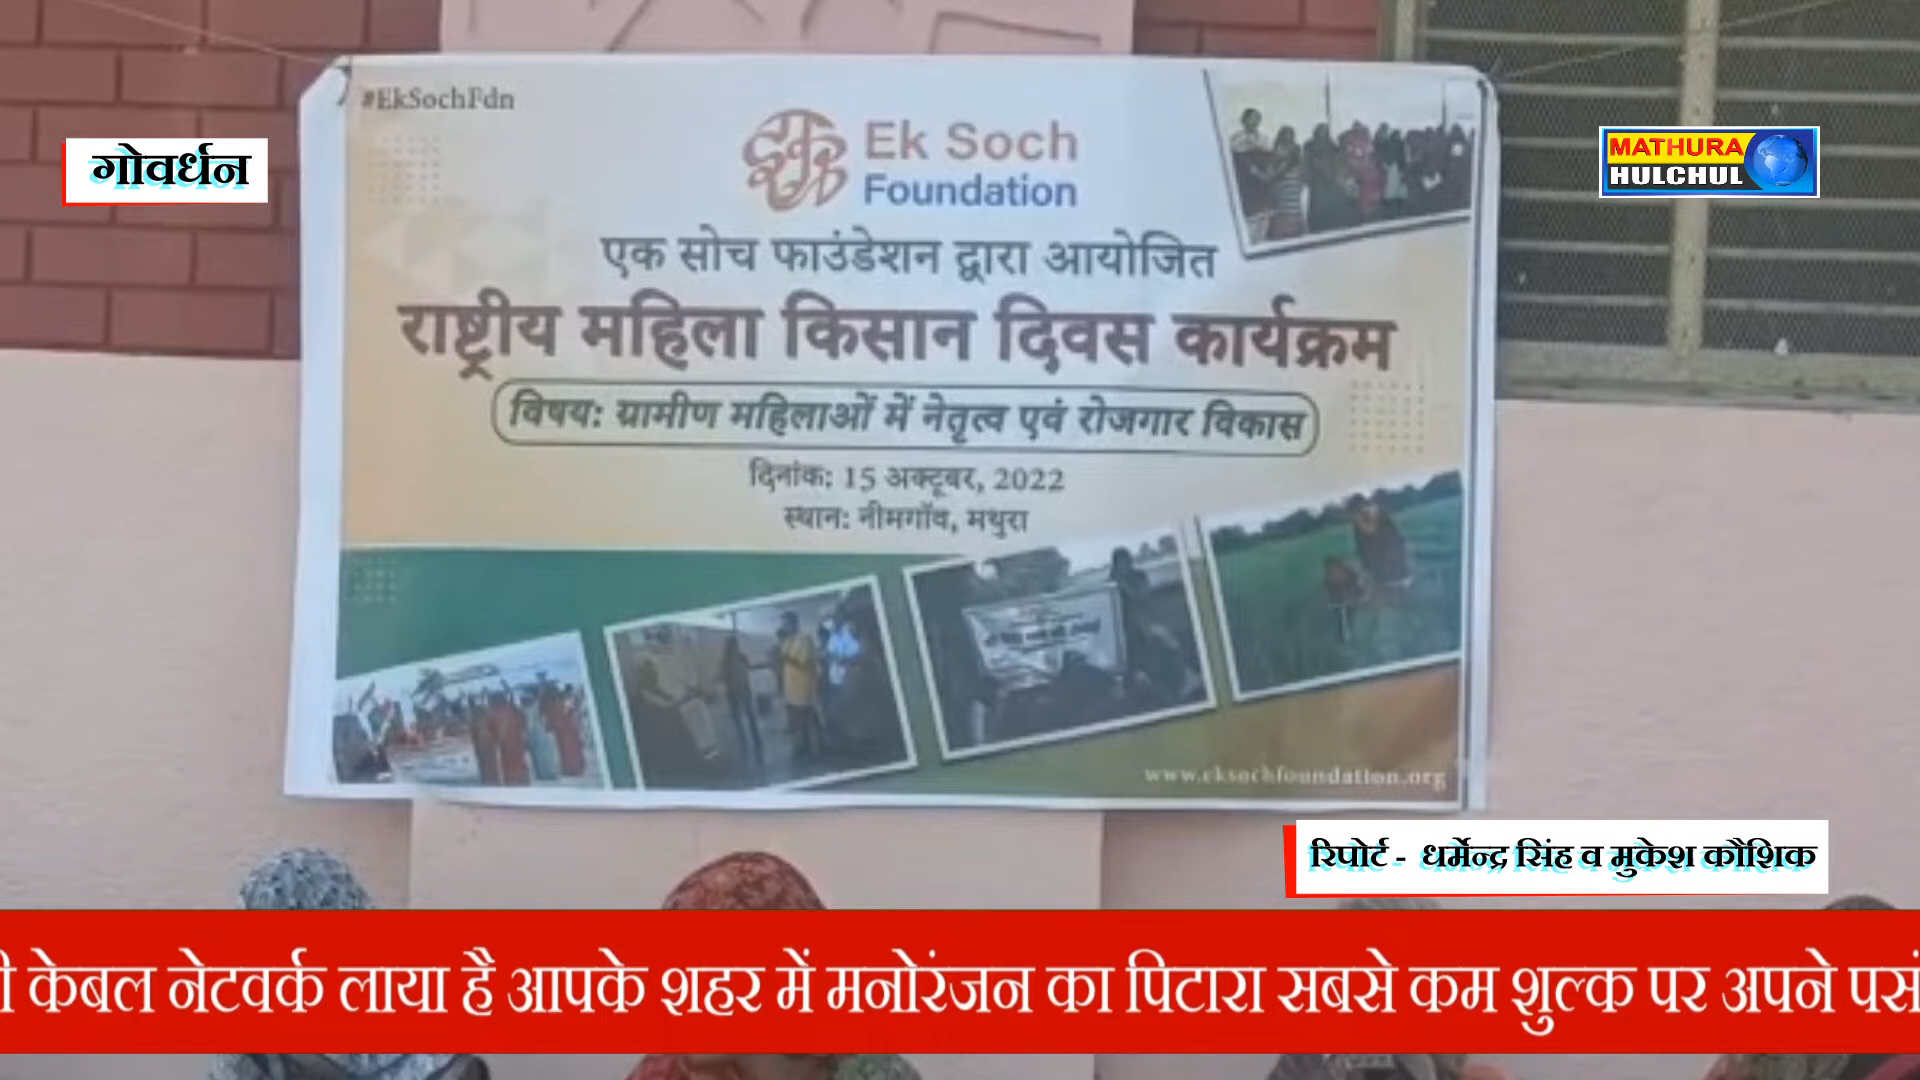 #EkSochFdn
Ek Soch
Foundation
गोवर्धन
MATHURA
HULCHUL
एक सोच फाउंडेशन द्वारा आयोजित
राष्ट्रीय महिला किसान दिवस कार्यक्रम
विषय: ग्रामीण महिलाओं में नेतृत्व एवं रोजगार विकास
दिनांक: 15 अक्टूबर, 2022
स्थान: नीमगाँव, मथुरा
www.eksochfoundation.org
रिपोर्ट - धर्मेन्द्र सिंह व मुकेश कौशिक
केबल नेटवर्क लाया है आपके शहर में मनोरंजन का पिटारा सबसे कम शुल्क पर अपने